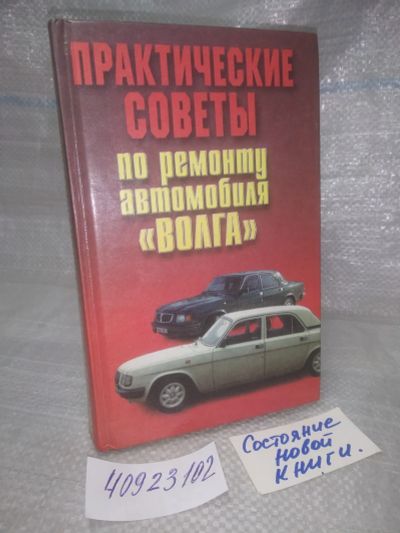 ПРАКТИЧЕСКИЕ
СОВЕТЫ
по ремонту
автомобиля
«ВОЛГА»
40923102
Состояние
новой
книги.